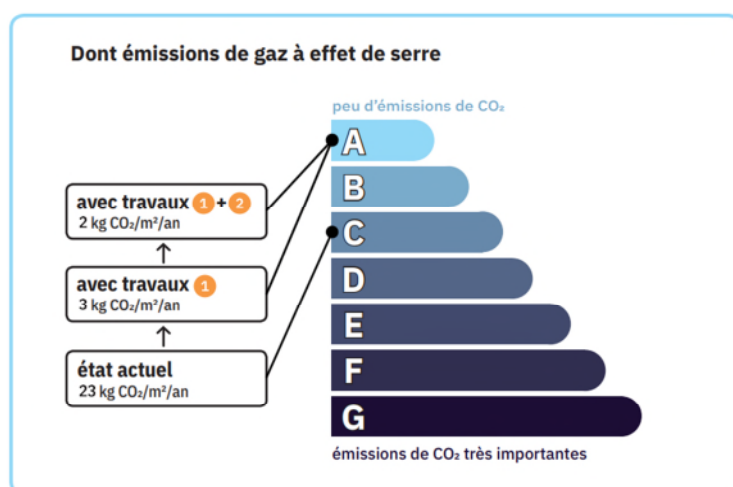 Dont émissions de gaz à effet de serre
peu d'émissions de CO₂
A
B
avec travaux 1 + 2
2 kg CO₂/m²/an
C
avec travaux 1
3 kg CO₂/m²/an
D
E
état actuel
23 kg CO₂/m²/an
F
G
émissions de CO₂ très importantes